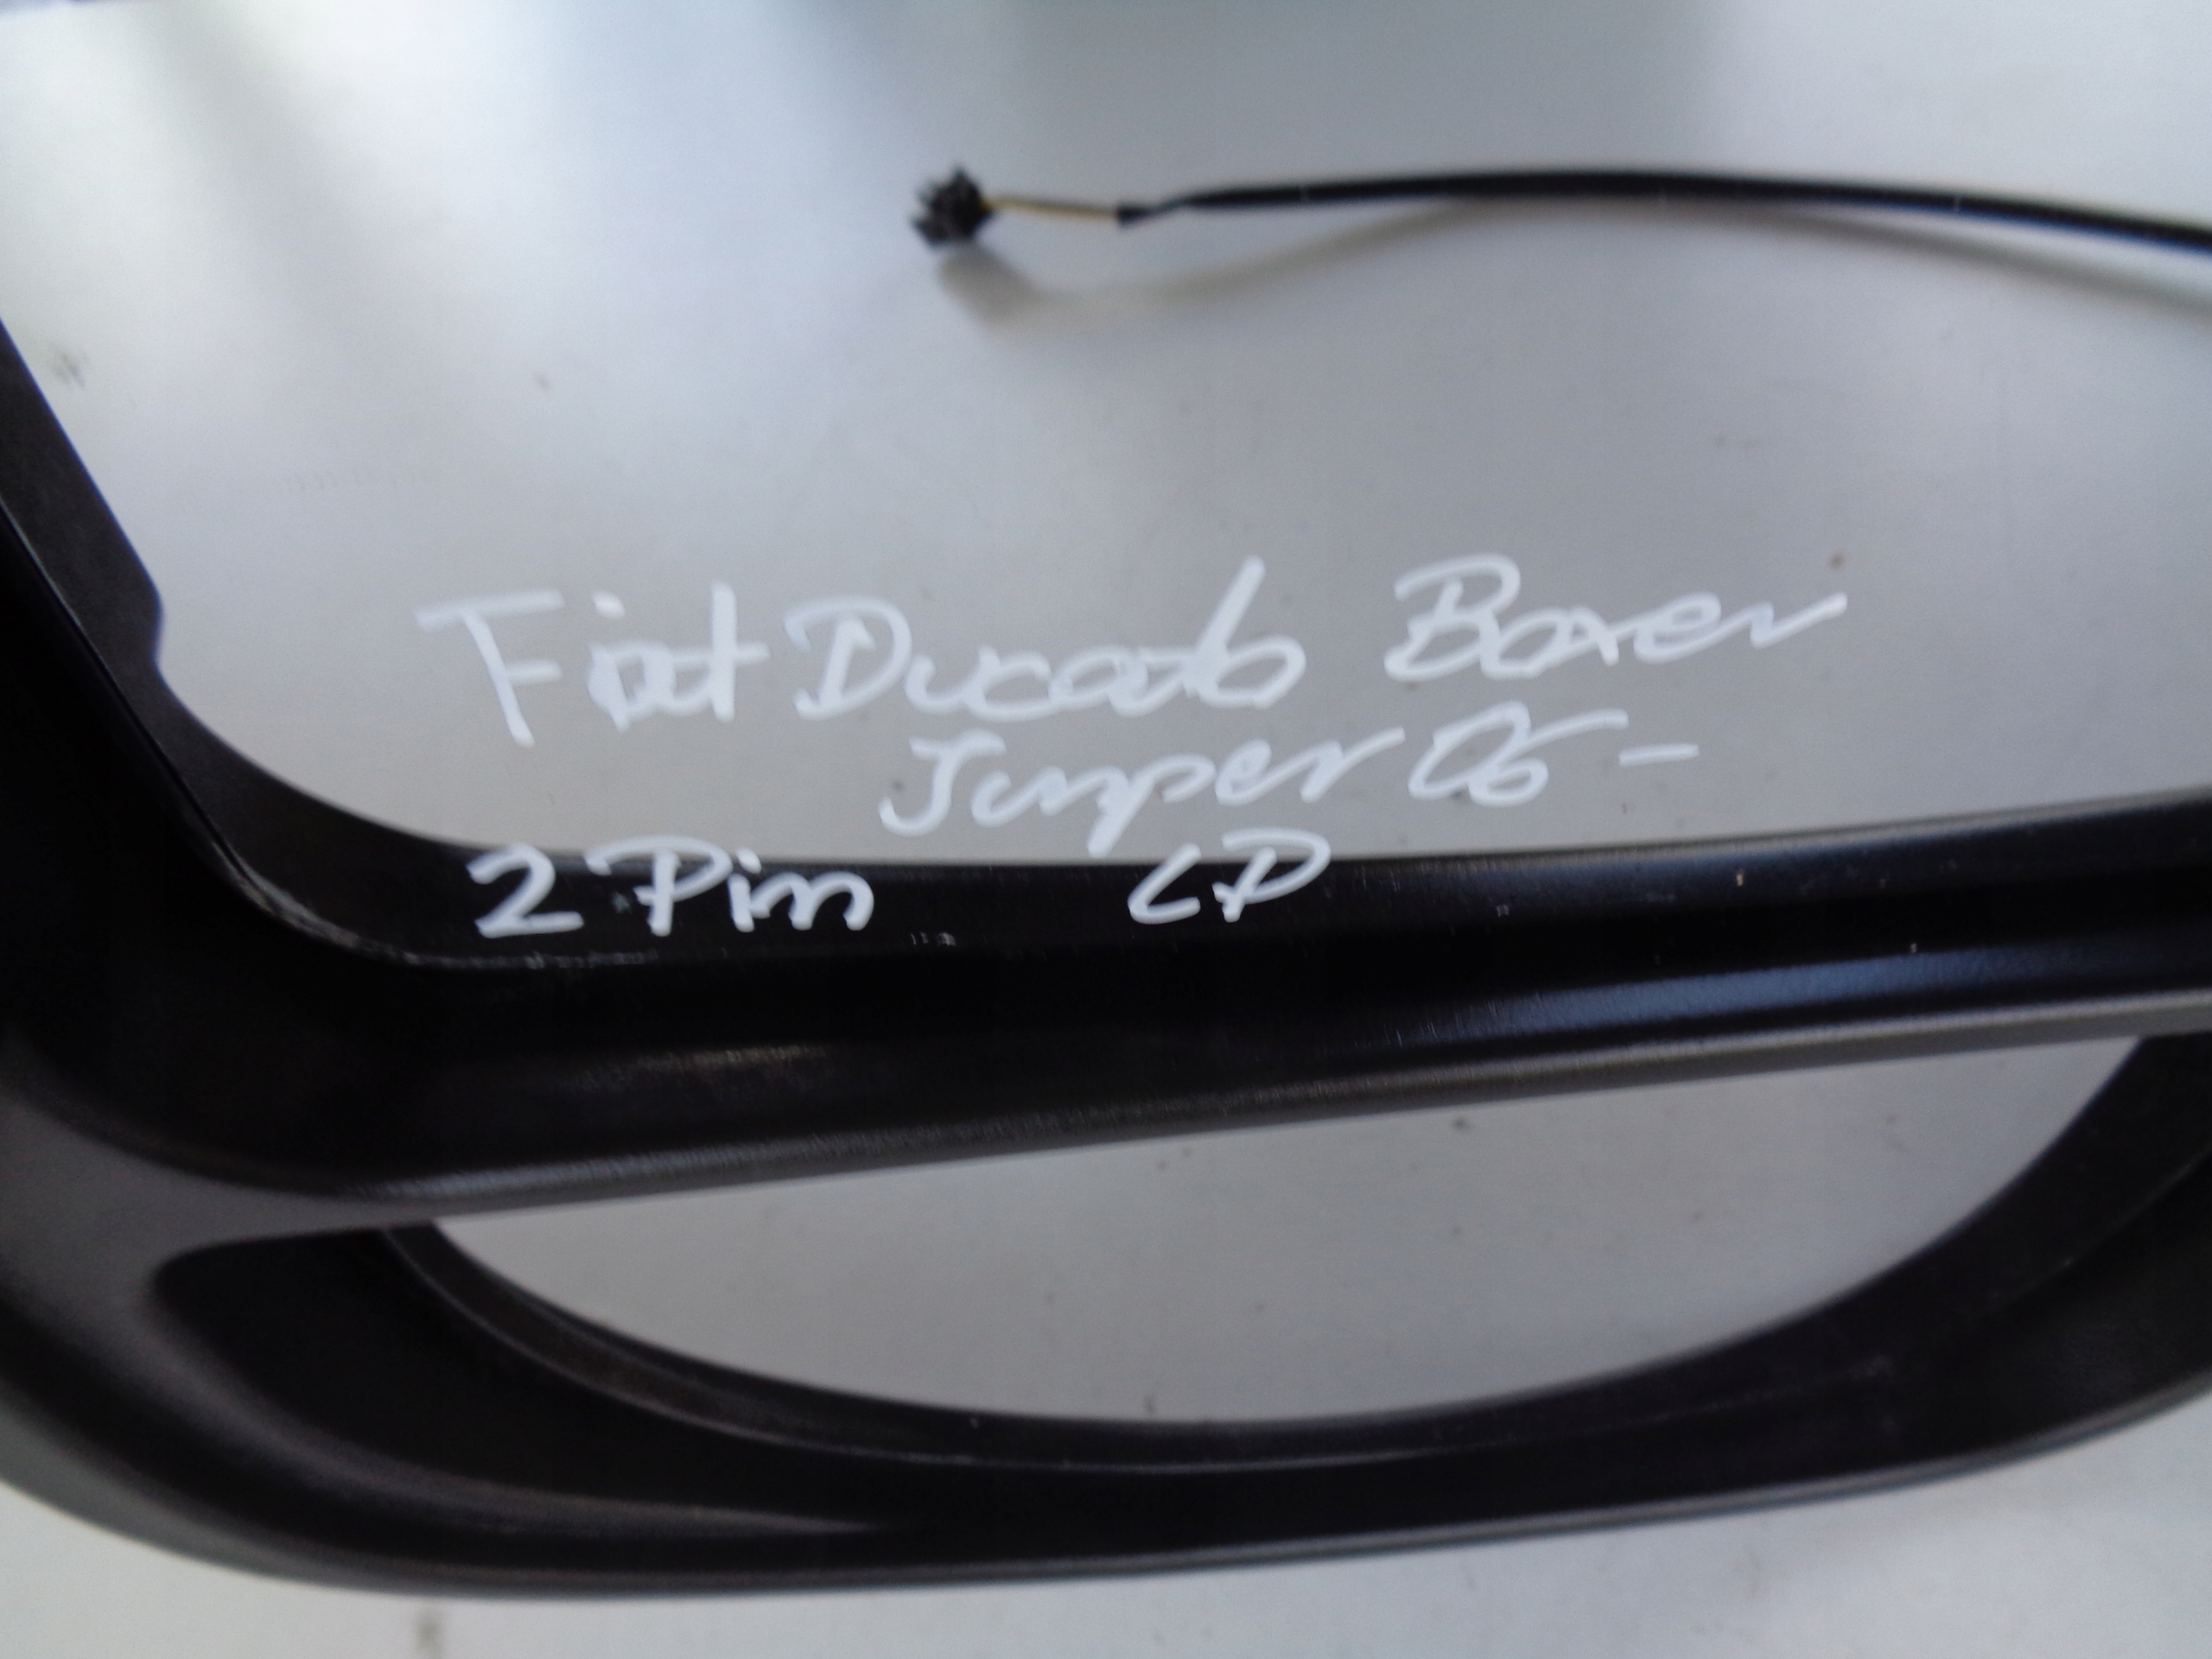 Fiat Ducato Boxer
Jumper 06-
2 Pin LP